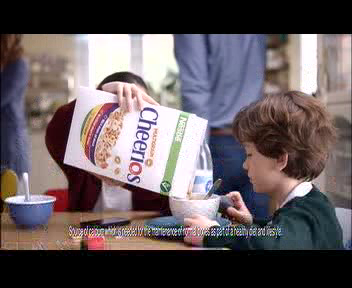 Nestlé
MULTIGRAIN
Cheerios
Source of calcium which is needed for the maintenance of normal bones as part of a healthy diet and lifestyle.